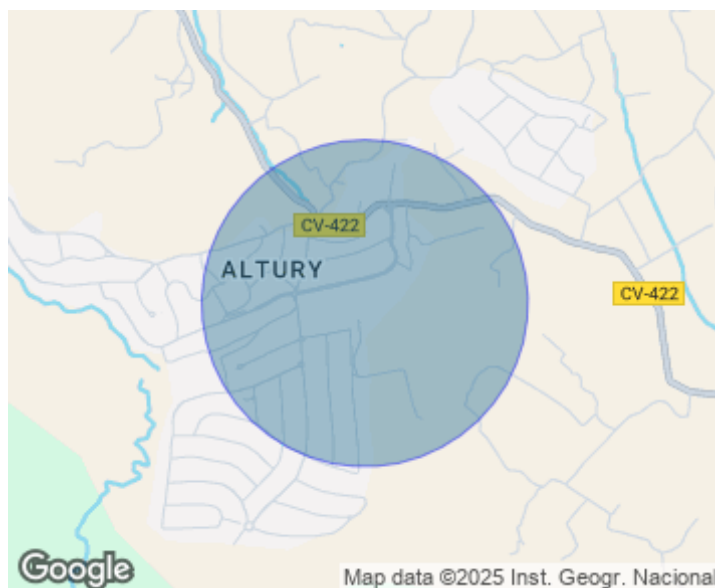 CV-422
ALTURY
CV-422
Google
Map data ©2025 Inst. Geogr. Nacional